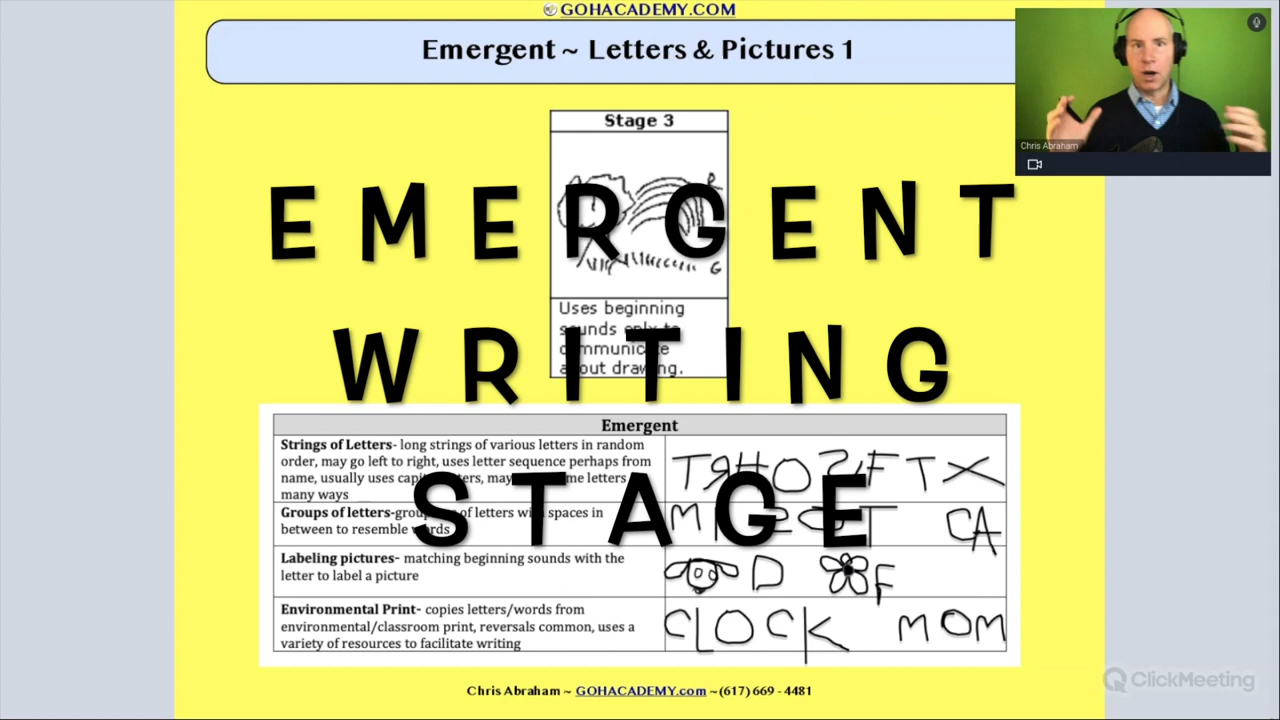 GOHACADEMY.COM
Emergent ~ Letters & Pictures 1
Chris Abraham
Stage 3
R
G
Uses beginning
sounds only to
communicate
about drawing.
EMERGENT
WRITING
STAGE
Emergent
Strings of Letters- long strings of various letters in random
order, may go left to right, uses letter sequence perhaps from
name, usually uses capital letters, may letters
many ways
Groups of letters- of letters with spaces in
between to resemble words
CA
Labeling pictures- matching beginning sounds with the
letter to label a picture
D F
Environmental Print- copies letters/words from
environmental/classroom print, reversals common, uses a
variety of resources to facilitate writing
CLOCK MOM
Chris Abraham ~ GOHACADEMY.com ~(617) 669 - 4481
ClickMeeting